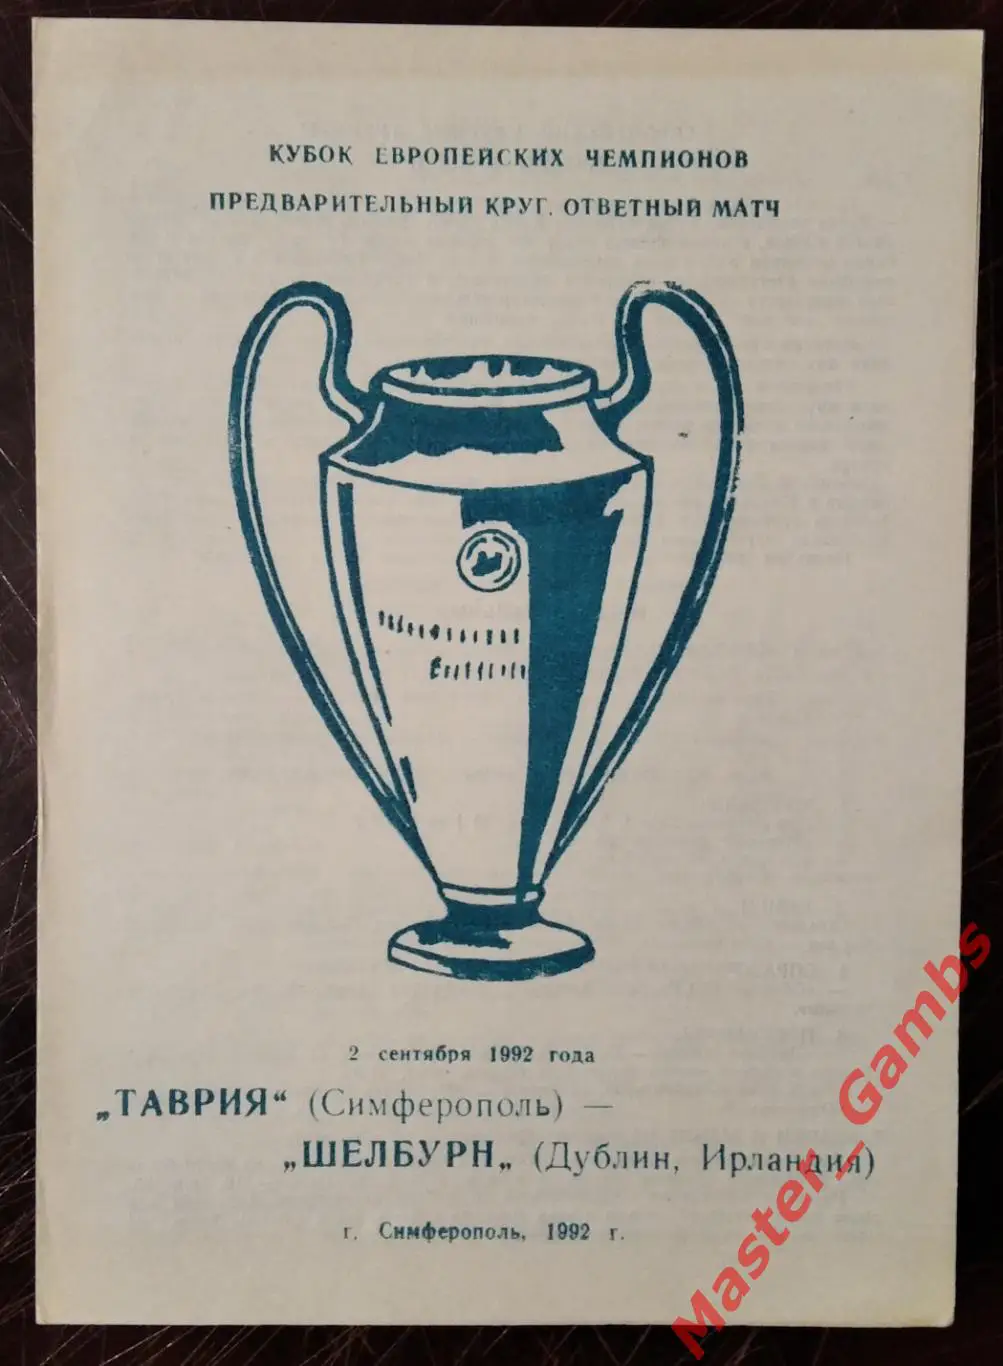 КУБОК ЕВРОПЕЙСКИХ ЧЕМПИОНОВ
ПРЕДВАРИТЕЛЬНЫЙ КРУГ. ОТВЕТНЫЙ МАТЧ
2 сентября 1992 года
„ТАВРИЯ“ (Симферополь) —
„ШЕЛБУРН„ (Дублин, Ирландия)
г. Симферополь, 1992 г.
Master_Gambs